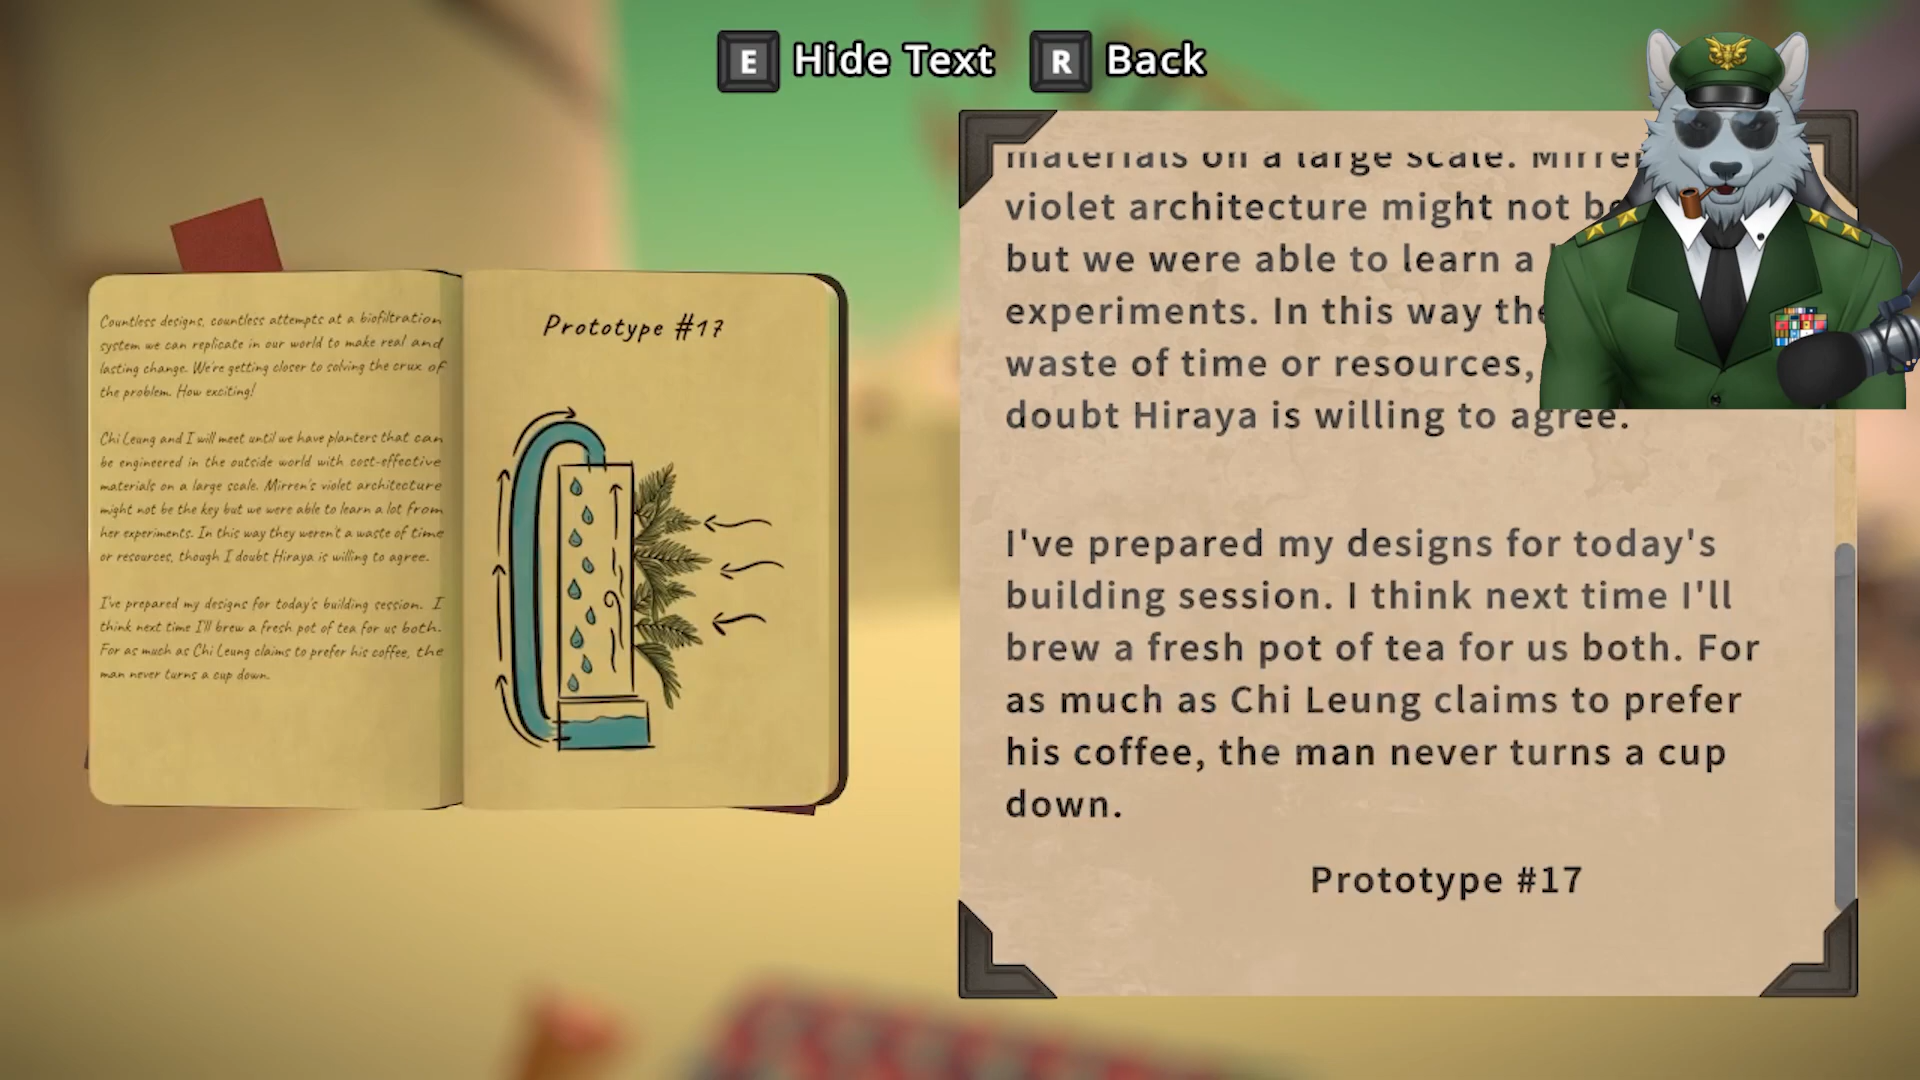 E Hide Text R Back
Countless designs, countless attempts at a biofiltration
system we can replicate in our world to make real and
lasting change. We're getting closer to solving the crux of
the problem. How exciting!
Chi Leung and I will meet until we have planters that can
be engineered in the outside world with cost-effective
materials on a large scale. Mirren's violet architecture
might not be the key but we were able to learn a lot from
her experiments. In this way they weren't a waste of time
or resources, though I doubt Hiraya is willing to agree.
I've prepared my designs for today's building session. I
think next time I'll brew a fresh pot of tea for us both.
For as much as Chi Leung claims to prefer his coffee, the
man never turns a cup down.
Prototype #17
materials on a large scale.
violet architecture might not be
but we were able to learn a
experiments. In this way
waste of time or resources,
doubt Hiraya is willing to agree.
I've prepared my designs for today's
building session. I think next time I'll
brew a fresh pot of tea for us both. For
as much as Chi Leung claims to prefer
his coffee, the man never turns a cup
down.
Prototype #17